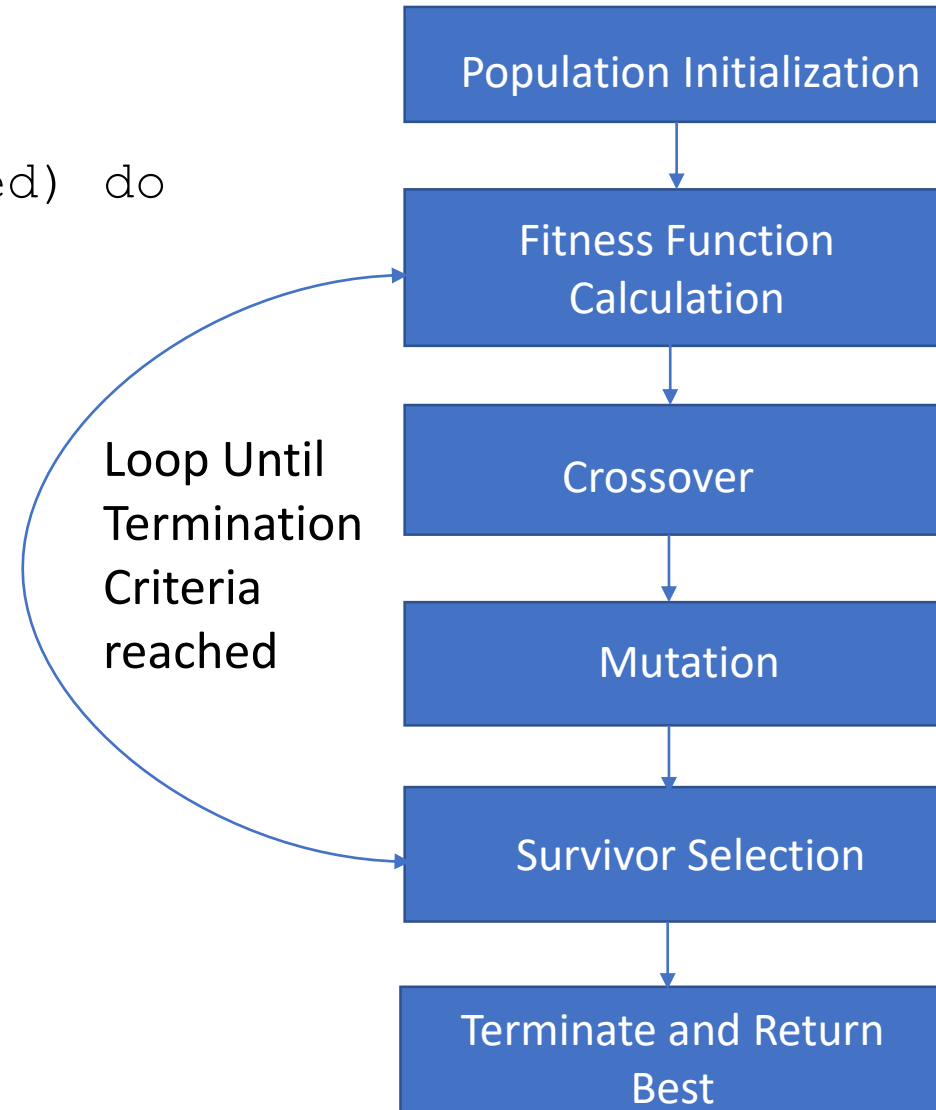 Population Initialization
ed) do
Fitness Function
Calculation
Loop Until
Termination
Criteria
reached
Crossover
Mutation
Survivor Selection
Terminate and Return
Best